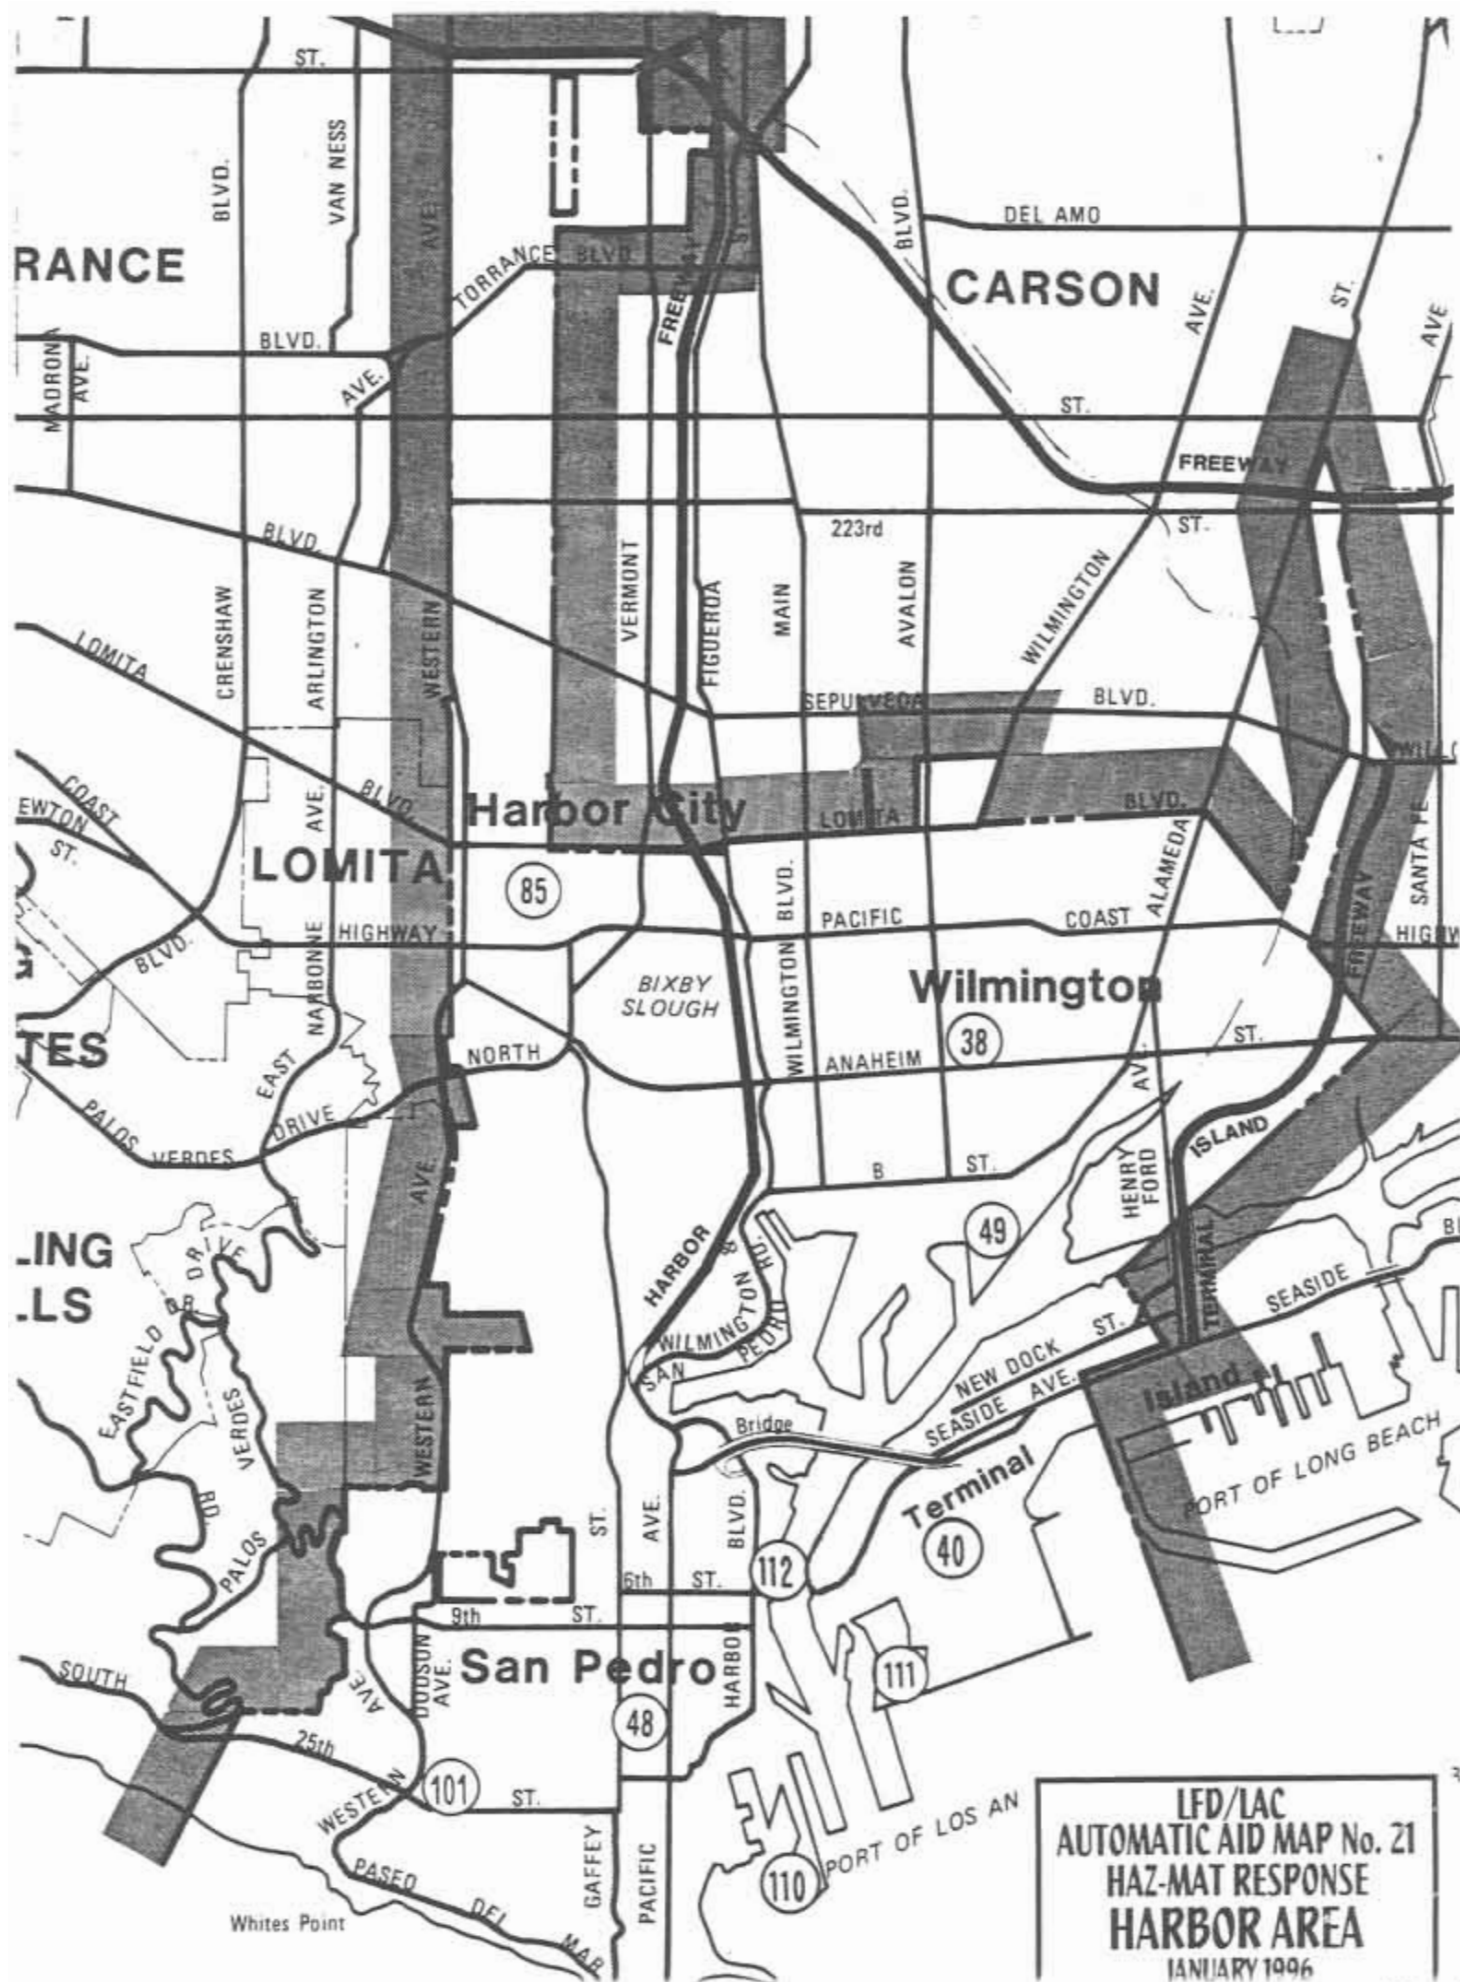 ST.
BLVD.
VAN NESS
AVE.
BLVD.
ST.
DEL AMO
RANCE
TORRANCE BLVD.
FREEWAY
CARSON
AVE.
ST.
AVE
MADRONA
AVE.
BLVD.
AVE.
ST.
FREEWAY
BLVD.
223rd
ST.
CRENSHAW
ARLINGTON
WESTERN
VERMONT
FIGUEROA
MAIN
AVALON
WILMINGTON
LOMITA
SEPULVEDA
BLVD.
COAST
EWTON
ST.
AVE.
BLVD.
Harbor City
LOMITA
BLVD.
LOMITA
85
ALAMEDA
SANTA FE
FREEWAY
HIGHWAY
BLVD.
NARBONNE
PACIFIC
COAST
HIGHW
BIXBY
SLOUGH
WILMINGTON BLVD.
Wilmington
38
TES
EAST
NORTH
ANAHEIM
ST.
AVE.
PALOS
VERDES
DRIVE
AVE.
B
ST.
HENRY
FORD
ISLAND
49
LING
LLS
DRIVE
DR.
EASTFIELD
VERDES
HARBOR
WILMINGTON &
SAN PEDRO RD.
TERMINAL
SEASIDE
BL
NEW DOCK
ST.
SEASIDE
AVE.
Island
WESTERN
Bridge
Terminal
40
PORT OF LONG BEACH
RD.
PALOS
ST.
AVE.
BLVD.
112
6th
ST.
9th
ST.
San Pedro
DODSON
AVE.
HARBOR
111
SOUTH
AVE.
48
25th
WESTERN
101
ST.
PASEO
DEL
MAR
GAFFEY
PACIFIC
110
PORT OF LOS AN
Whites Point
LFD/LAC
AUTOMATIC AID MAP No. 21
HAZ-MAT RESPONSE
HARBOR AREA
JANUARY 1996